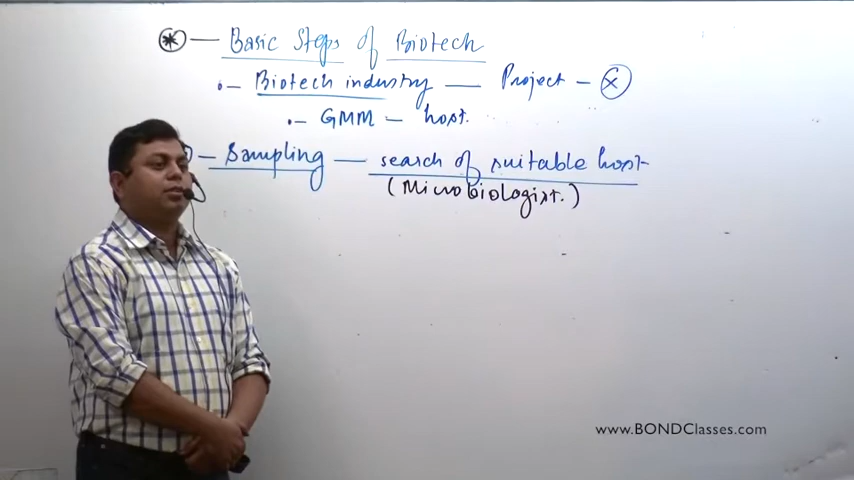 * — Basic Steps of Biotech
•– Biotech industry — Project – X
•– GMM – host.
– Sampling — search of suitable host
(Microbiologist.)
www.BONDClasses.com